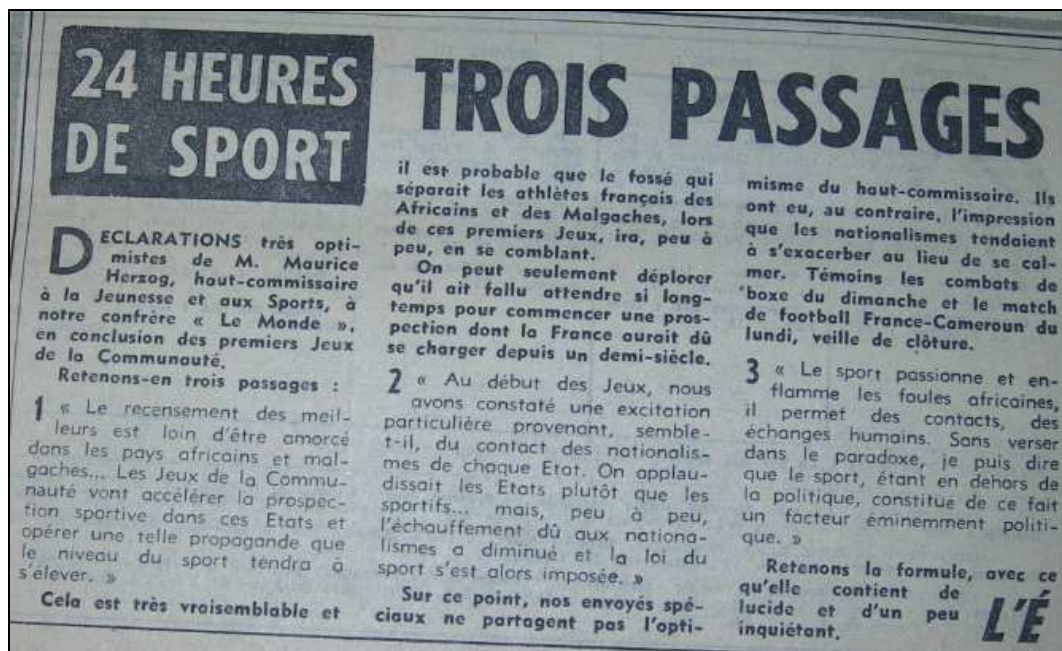 24 HEURES
DE SPORT
TROIS PASSAGES
DECLARATIONS très opti-
mistes de M. Maurice
Herzog, haut-commissaire
à la Jeunesse et aux Sports, à
notre confrère « Le Monde »,
en conclusion des premiers Jeux
de la Communauté.
Retenons-en trois passages :
1 « Le recensement des meil-
leurs est loin d'être amorcé
dans les pays africains et mal-
gaches... Les Jeux de la Commu-
nauté vont accélérer la prospec-
tion sportive dans ces Etats et
opérer une telle propagande que
le niveau du sport tendra à
s'élever. »
Cela est très vraisemblable et
il est probable que le fossé qui
séparait les athlètes français des
Africains et des Malgaches, lors
de ces premiers Jeux, ira, peu à
peu, en se comblant.
On peut seulement déplorer
qu'il ait fallu attendre si long-
temps pour commencer une pros-
pection dont la France aurait dû
se charger depuis un demi-siècle.
2 « Au début des Jeux, nous
avons constaté une excitation
particulière provenant, semble-
t-il, du contact des nationalis-
mes de chaque Etat. On applau-
dissait les Etats plutôt que les
sportifs... mais, peu à peu,
l'échauffement dû aux nationa-
lismes a diminué et la loi du
sport s'est alors imposée. »
Sur ce point, nos envoyés spé-
ciaux ne partagent pas l'opti-
misme du haut-commissaire. Ils
ont eu, au contraire, l'impression
que les nationalismes tendaient
à s'exacerber au lieu de se cal-
mer. Témoins les combats de
boxe du dimanche et le match
de football France-Cameroun du
lundi, veille de clôture.
3 « Le sport passionne et en-
flamme les foules africaines,
il permet des contacts, des
échanges humains. Sans verser
dans le paradoxe, je puis dire
que le sport, étant en dehors de
la politique, constitue de ce fait
un facteur éminemment politi-
que. »
Retenons la formule, avec ce
qu'elle contient de
lucide et d'un peu
inquiétant.
L'É